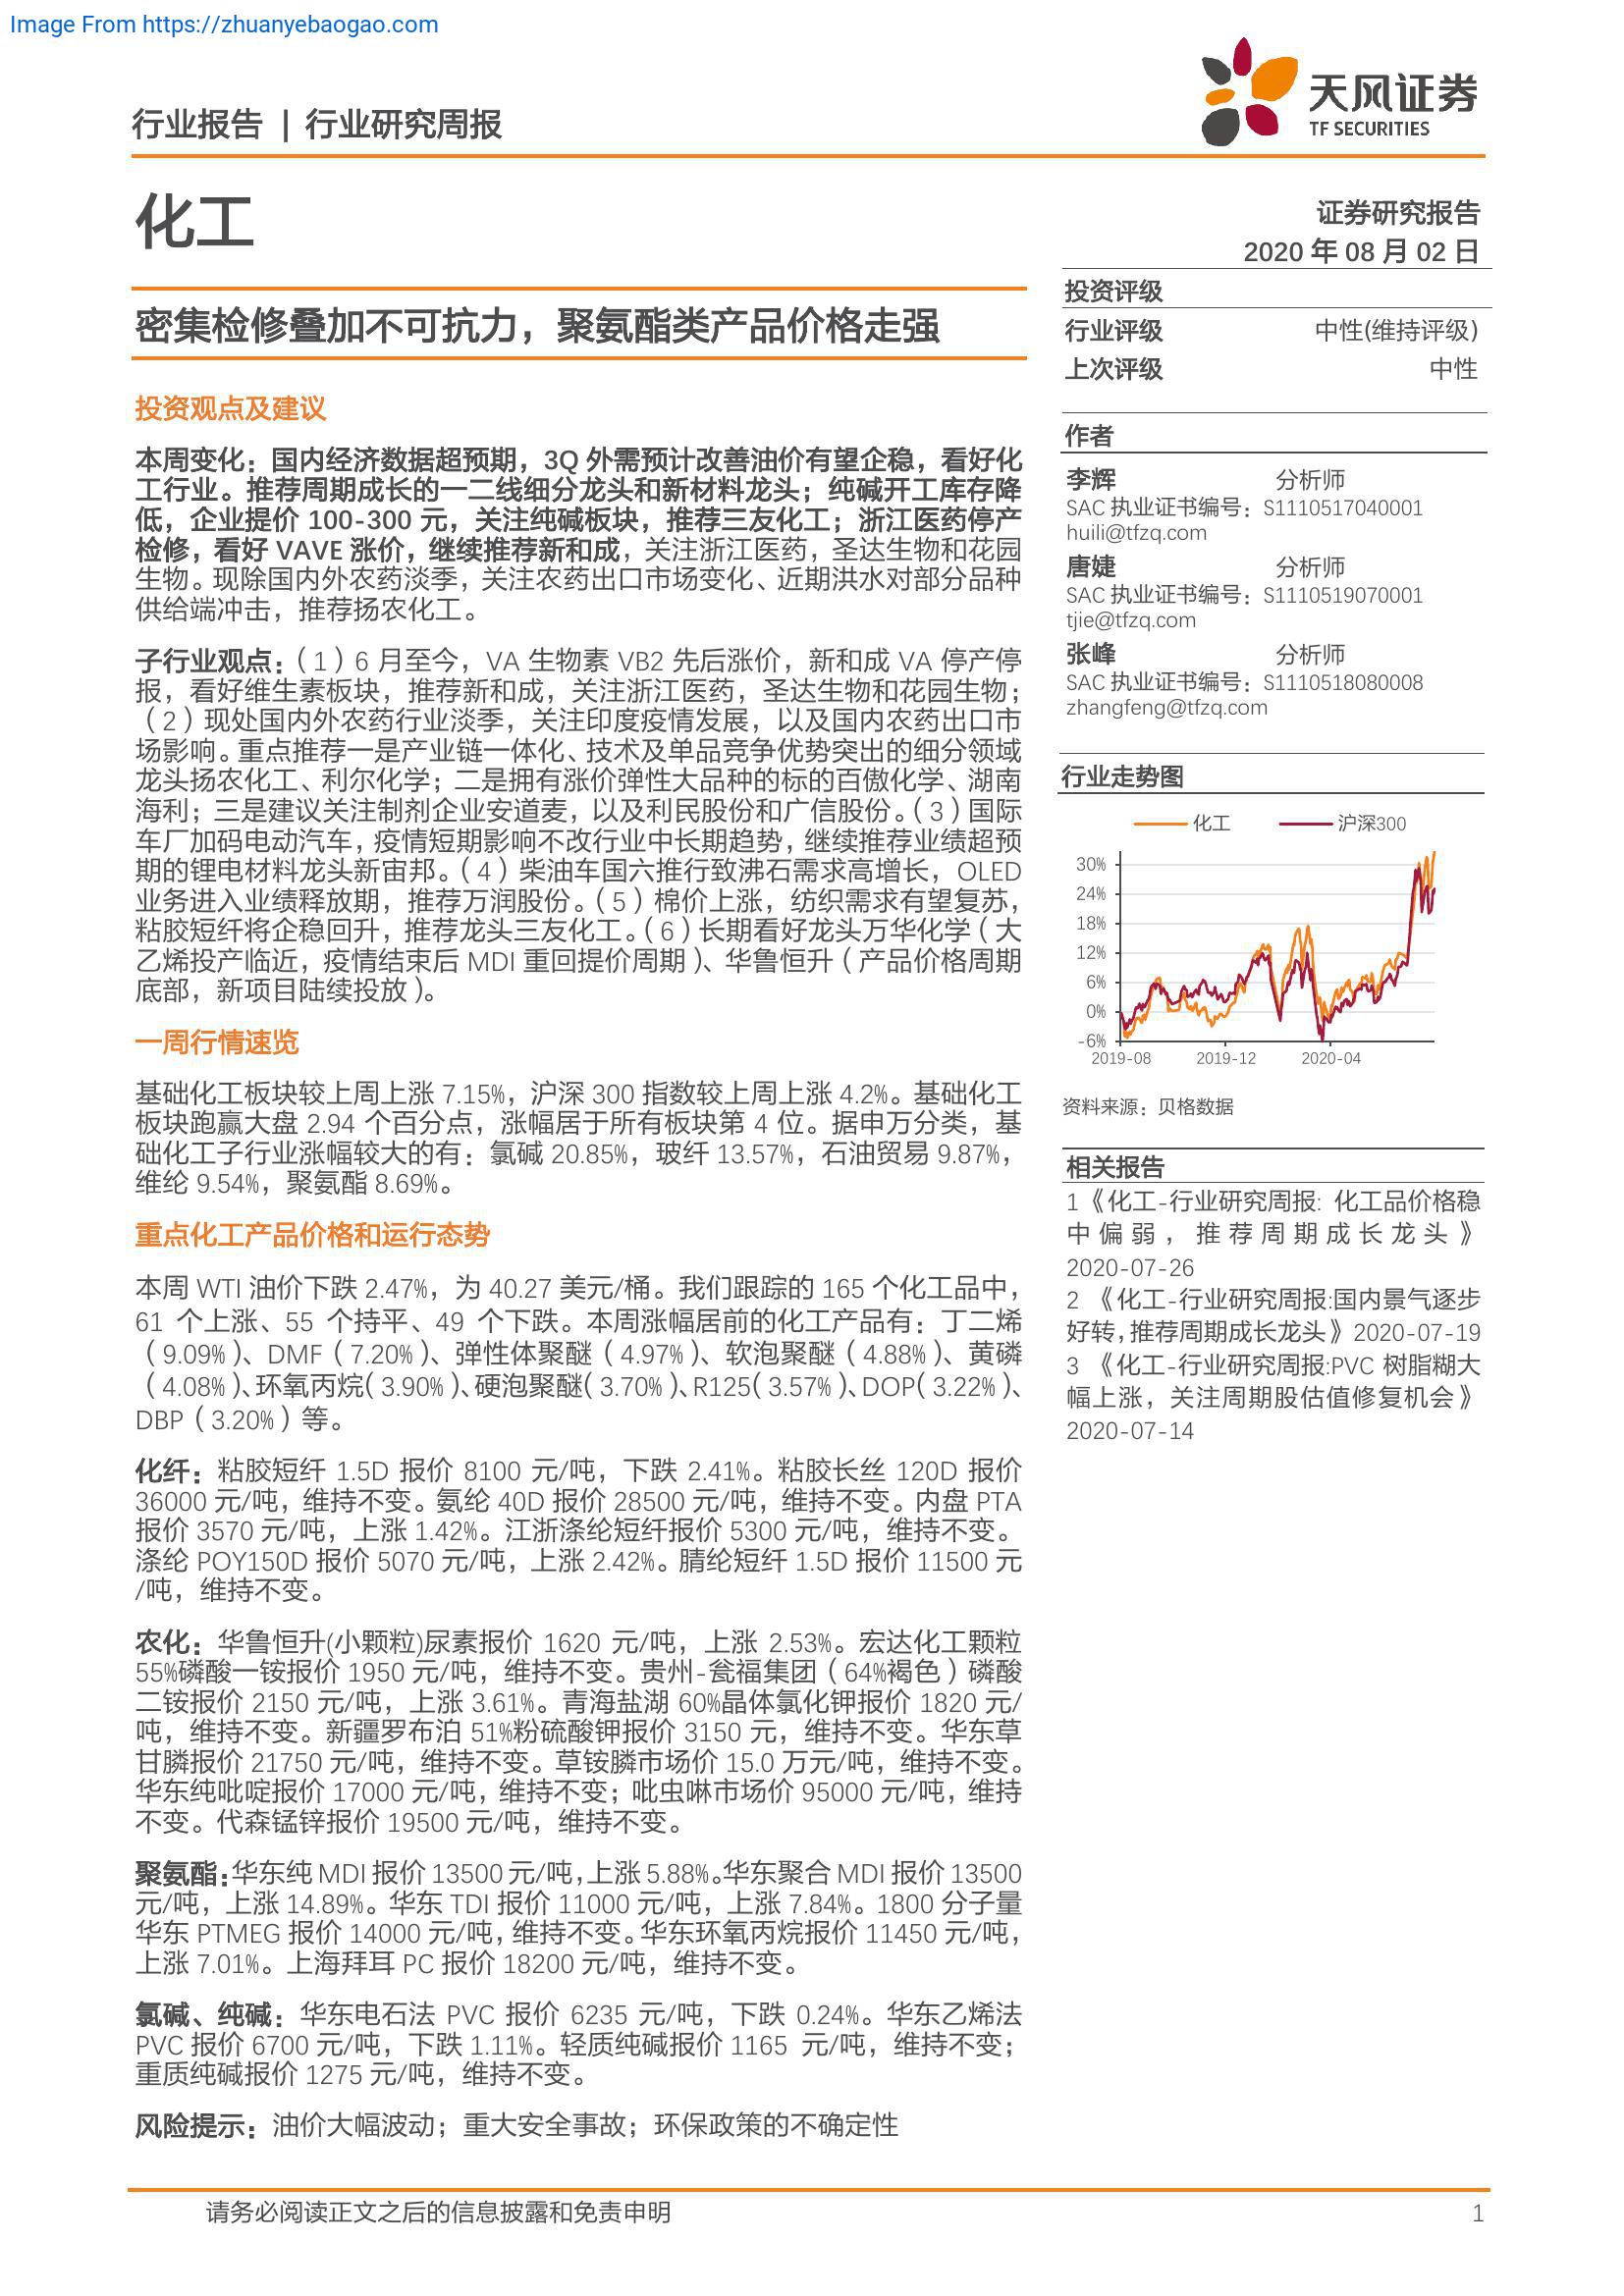 Image From https://zhuanyebaogao.com
行业报告 | 行业研究周报
天风证券
TF SECURITIES
化工
证券研究报告
2020 年 08 月 02 日
密集检修叠加不可抗力，聚氨酯类产品价格走强
投资观点及建议
本周变化：国内经济数据超预期，3Q 外需预计改善油价有望企稳，看好化
工行业。推荐周期成长的一二线细分龙头和新材料龙头；纯碱开工库存降
低，企业提价 100-300 元，关注纯碱板块，推荐三友化工；浙江医药停产
检修，看好 VAVE 涨价，继续推荐新和成，关注浙江医药，圣达生物和花园
生物。现除国内外农药淡季，关注农药出口市场变化、近期洪水对部分品种
供给端冲击，推荐扬农化工。
子行业观点：（1）6 月至今，VA 生物素 VB2 先后涨价，新和成 VA 停产停
报，看好维生素板块，推荐新和成，关注浙江医药，圣达生物和花园生物；
（2）现处国内外农药行业淡季，关注印度疫情发展，以及国内农药出口市
场影响。重点推荐一是产业链一体化、技术及单品竞争优势突出的细分领域
龙头扬农化工、利尔化学；二是拥有涨价弹性大品种的标的百傲化学、湖南
海利；三是建议关注制剂企业安道麦，以及利民股份和广信股份。（3）国际
车厂加码电动汽车，疫情短期影响不改行业中长期趋势，继续推荐业绩超预
期的锂电材料龙头新宙邦。（4）柴油车国六推行致沸石需求高增长，OLED
业务进入业绩释放期，推荐万润股份。（5）棉价上涨，纺织需求有望复苏，
粘胶短纤将企稳回升，推荐龙头三友化工。（6）长期看好龙头万华化学（大
乙烯投产临近，疫情结束后 MDI 重回提价周期）、华鲁恒升（产品价格周期
底部，新项目陆续投放）。
一周行情速览
基础化工板块较上周上涨 7.15%，沪深 300 指数较上周上涨 4.2%。基础化工
板块跑赢大盘 2.94 个百分点，涨幅居于所有板块第 4 位。据申万分类，基
础化工子行业涨幅较大的有：氯碱 20.85%，玻纤 13.57%，石油贸易 9.87%，
维纶 9.54%，聚氨酯 8.69%。
重点化工产品价格和运行态势
本周 WTI 油价下跌 2.47%，为 40.27 美元/桶。我们跟踪的 165 个化工品中，
61 个上涨、55 个持平、49 个下跌。本周涨幅居前的化工产品有：丁二烯
（9.09%）、DMF（7.20%）、弹性体聚醚（4.97%）、软泡聚醚（4.88%）、黄磷
（4.08%）、环氧丙烷（3.90%）、硬泡聚醚（3.70%）、R125（3.57%）、DOP（3.22%）、
DBP（3.20%）等。
化纤：粘胶短纤 1.5D 报价 8100 元/吨，下跌 2.41%。粘胶长丝 120D 报价
36000 元/吨，维持不变。氨纶 40D 报价 28500 元/吨，维持不变。内盘 PTA
报价 3570 元/吨，上涨 1.42%。江浙涤纶短纤报价 5300 元/吨，维持不变。
涤纶 POY150D 报价 5070 元/吨，上涨 2.42%。腈纶短纤 1.5D 报价 11500 元
/吨，维持不变。
农化：华鲁恒升(小颗粒)尿素报价 1620 元/吨，上涨 2.53%。宏达化工颗粒
55%磷酸一铵报价 1950 元/吨，维持不变。贵州-瓮福集团（64%褐色）磷酸
二铵报价 2150 元/吨，上涨 3.61%。青海盐湖 60%晶体氯化钾报价 1820 元/
吨，维持不变。新疆罗布泊 51%粉硫酸钾报价 3150 元，维持不变。华东草
甘膦报价 21750 元/吨，维持不变。草铵膦市场价 15.0 万元/吨，维持不变。
华东纯吡啶报价 17000 元/吨，维持不变；吡虫啉市场价 95000 元/吨，维持
不变。代森锰锌报价 19500 元/吨，维持不变。
聚氨酯：华东纯 MDI 报价 13500 元/吨，上涨 5.88%。华东聚合 MDI 报价 13500
元/吨，上涨 14.89%。华东 TDI 报价 11000 元/吨，上涨 7.84%。1800 分子量
华东 PTMEG 报价 14000 元/吨，维持不变。华东环氧丙烷报价 11450 元/吨，
上涨 7.01%。上海拜耳 PC 报价 18200 元/吨，维持不变。
氯碱、纯碱：华东电石法 PVC 报价 6235 元/吨，下跌 0.24%。华东乙烯法
PVC 报价 6700 元/吨，下跌 1.11%。轻质纯碱报价 1165 元/吨，维持不变；
重质纯碱报价 1275 元/吨，维持不变。
风险提示：油价大幅波动；重大安全事故；环保政策的不确定性
投资评级
行业评级 中性(维持评级)
上次评级 中性
作者
李辉 分析师
SAC 执业证书编号：S1110517040001
huili@tfzq.com
唐婕 分析师
SAC 执业证书编号：S1110519070001
tjie@tfzq.com
张峰 分析师
SAC 执业证书编号：S1110518080008
zhangfeng@tfzq.com
行业走势图
化工 沪深300
30%
24%
18%
12%
6%
0%
-6%
2019-08 2019-12 2020-04
资料来源：贝格数据
相关报告
1《化工-行业研究周报: 化工品价格稳
中偏弱，推荐周期成长龙头》
2020-07-26
2 《化工-行业研究周报:国内景气逐步
好转,推荐周期成长龙头》2020-07-19
3 《化工-行业研究周报:PVC 树脂糊大
幅上涨，关注周期股估值修复机会》
2020-07-14
请务必阅读正文之后的信息披露和免责申明 1